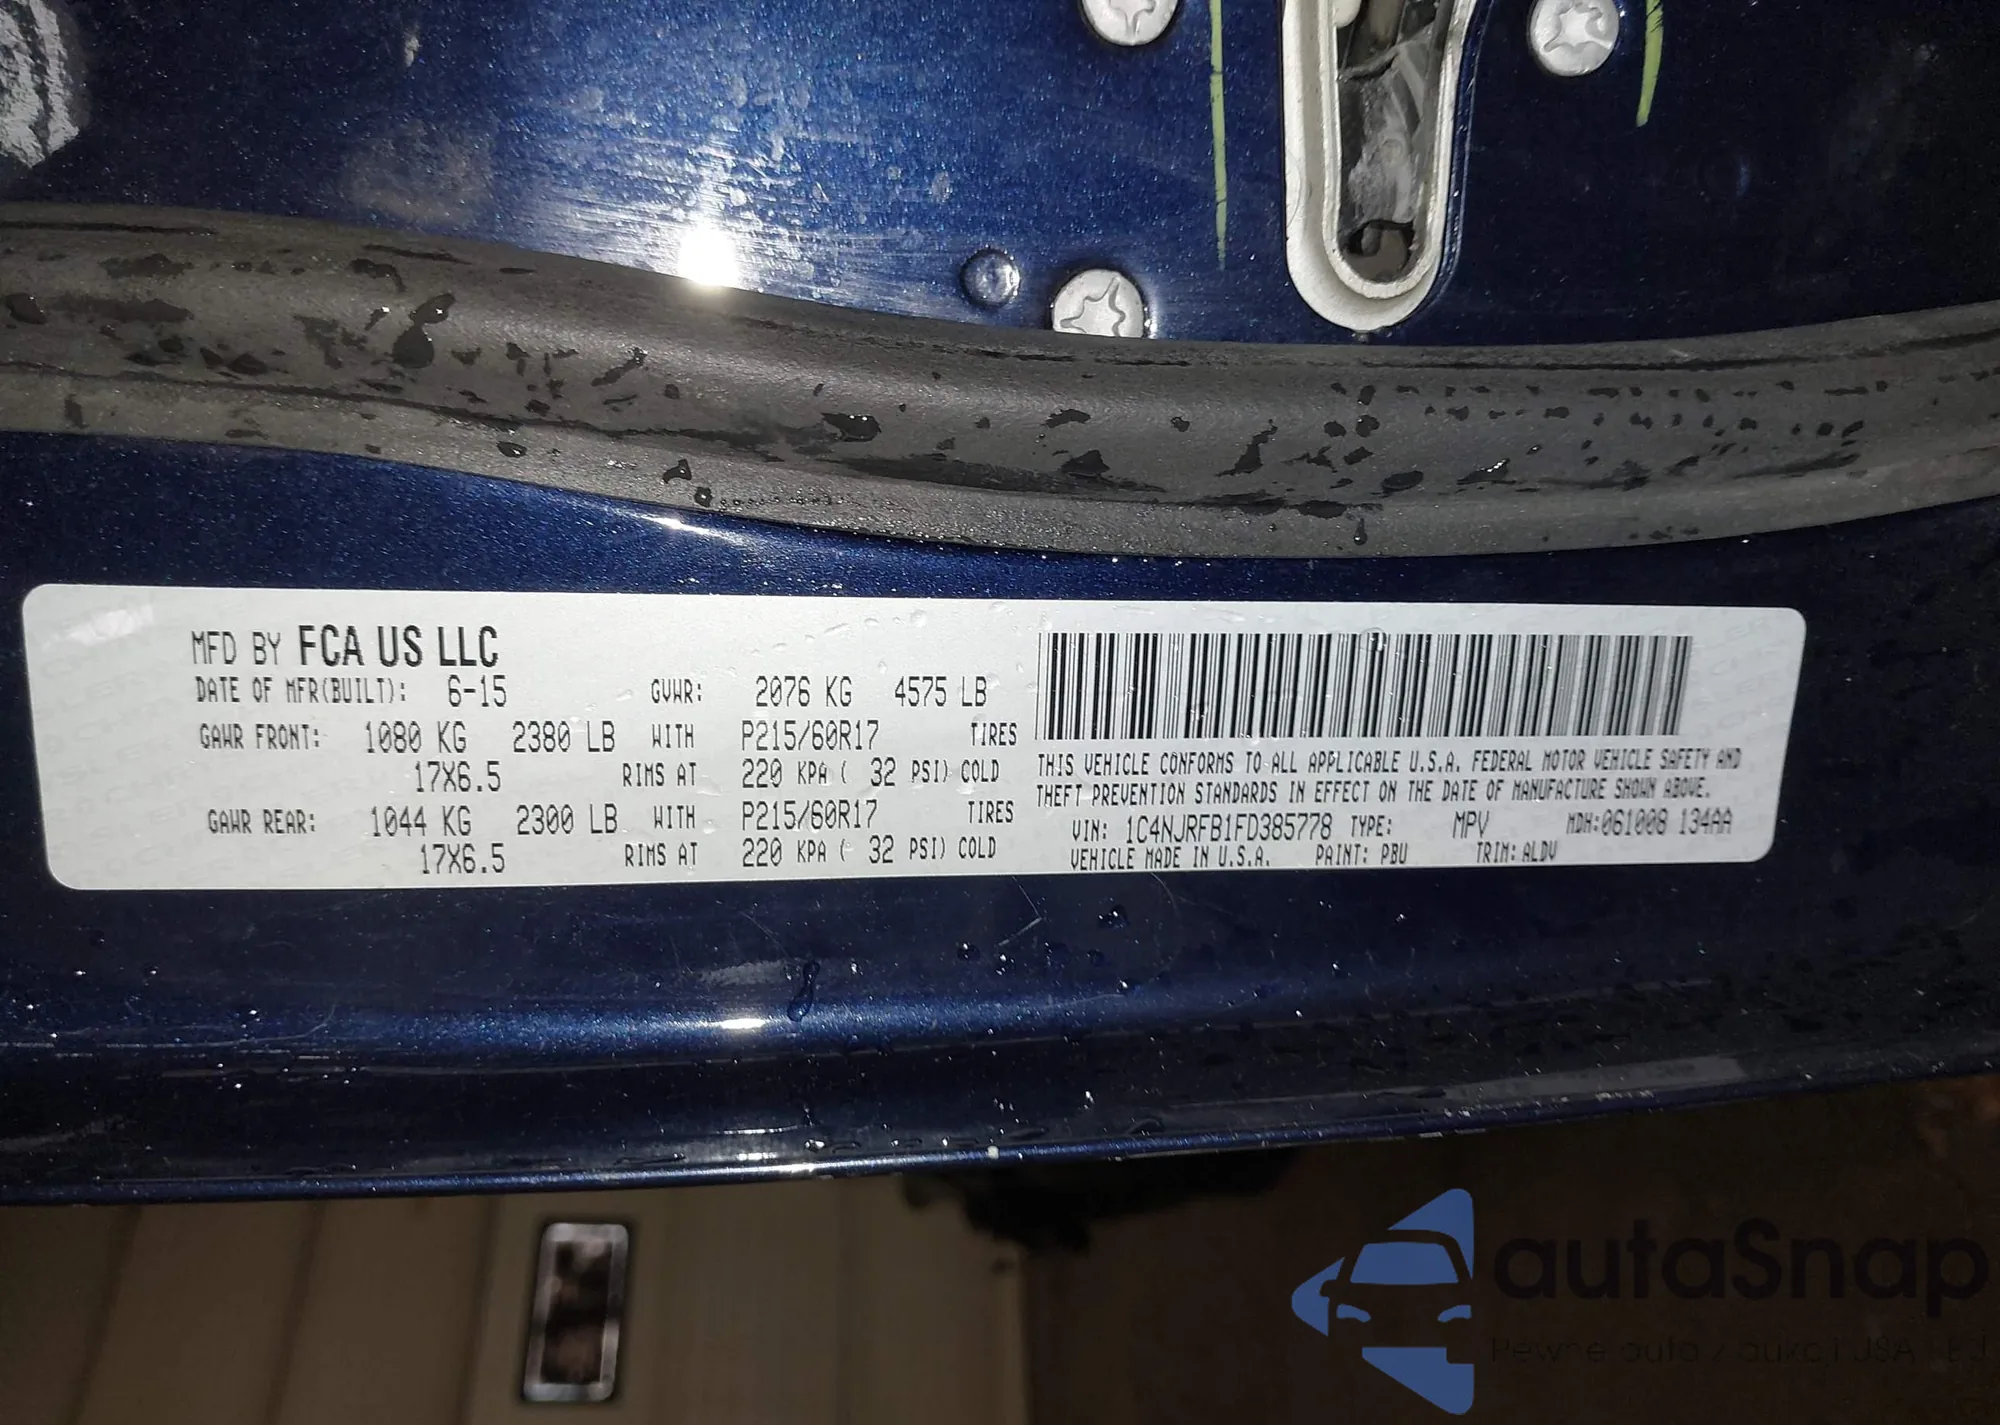 MFD BY FCA US LLC
DATE OF MFR(BUILT): 6-15 GVWR: 2076 KG 4575 LB
GAWR FRONT: 1080 KG 2380 LB WITH P215/60R17 TIRES
17X6.5 RIMS AT 220 KPA ( 32 PSI) COLD
GAWR REAR: 1044 KG 2300 LB WITH P215/60R17 TIRES
17X6.5 RIMS AT 220 KPA ( 32 PSI) COLD
THIS VEHICLE CONFORMS TO ALL APPLICABLE U.S.A. FEDERAL MOTOR VEHICLE SAFETY AND
THEFT PREVENTION STANDARDS IN EFFECT ON THE DATE OF MANUFACTURE SHOWN ABOVE.
VIN: 1C4NJRFB1FD385778 TYPE: MPV MDH:061008 134AA
VEHICLE MADE IN U.S.A. PAINT: PBU TRIM: ALDV
autaSnap
Pewne auta /